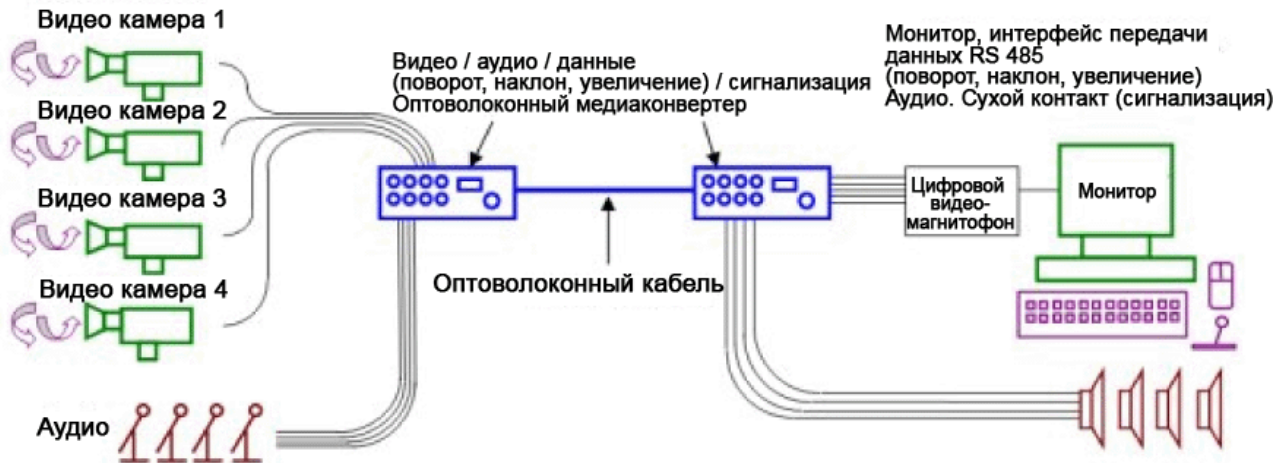 Видео камера 1
Видео камера 2
Видео камера 3
Видео камера 4
Аудио
Видео / аудио / данные
(поворот, наклон, увеличение) / сигнализация
Оптоволоконный медиаконвертер
Оптоволоконный кабель
Монитор, интерфейс передачи
данных RS 485
(поворот, наклон, увеличение)
Аудио. Сухой контакт (сигнализация)
Цифровой
видео-
магнитофон
Монитор